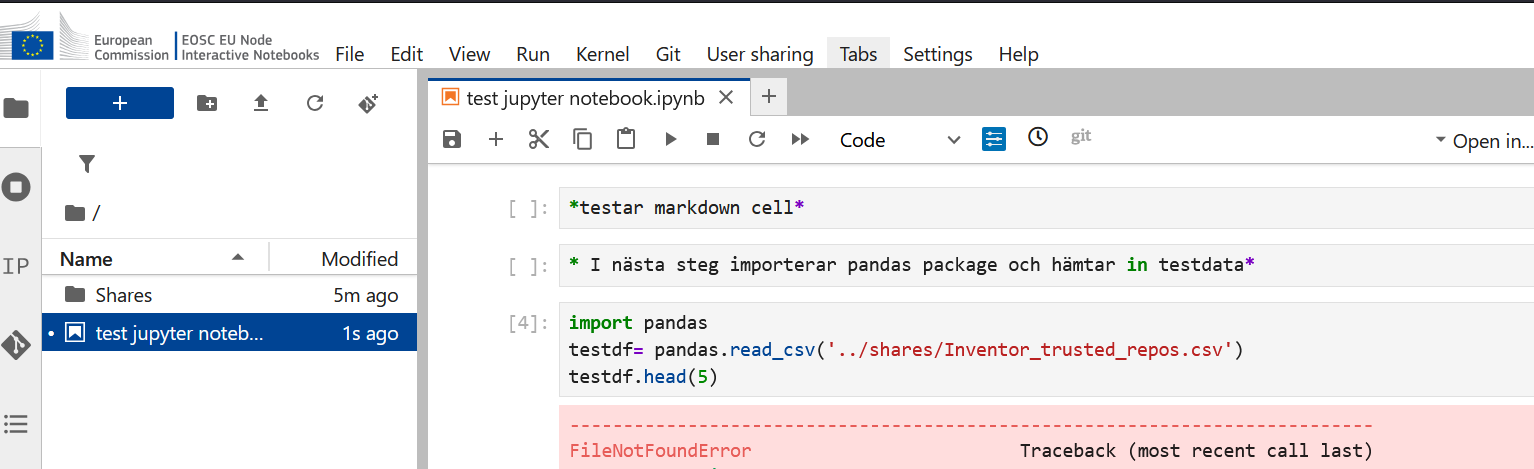 European Commission EOSC EU Node Interactive Notebooks
File Edit View Run Kernel Git User sharing Tabs Settings Help
test jupyter notebook.ipynb
Code
git
Open in...
/
Name Modified
Shares 5m ago
test jupyter noteb... 1s ago
IP
[ ]: *testar markdown cell*
[ ]: * I nästa steg importerar pandas package och hämtar in testdata*
[4]: import pandas
testdf= pandas.read_csv('../shares/Inventor_trusted_repos.csv')
testdf.head(5)
---------------------------------------------------------------------------
FileNotFoundError Traceback (most recent call last)